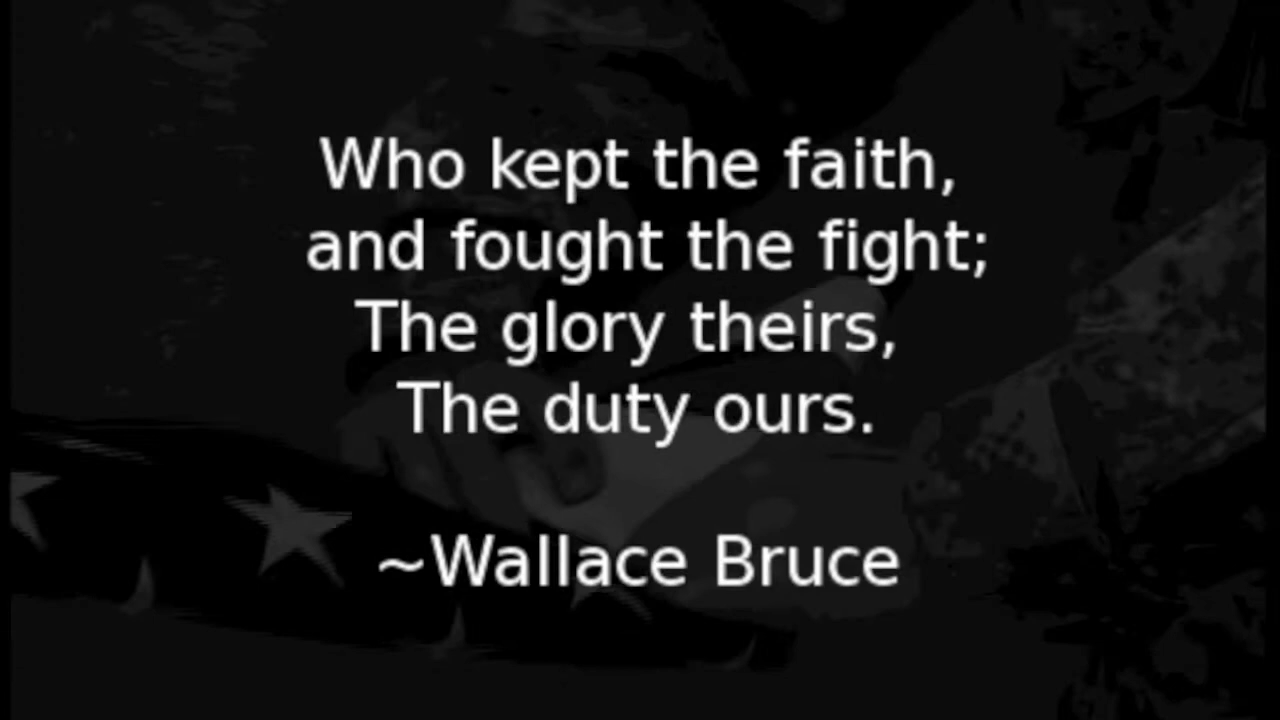 Who kept the faith,
and fought the fight;
The glory theirs,
The duty ours.
~Wallace Bruce